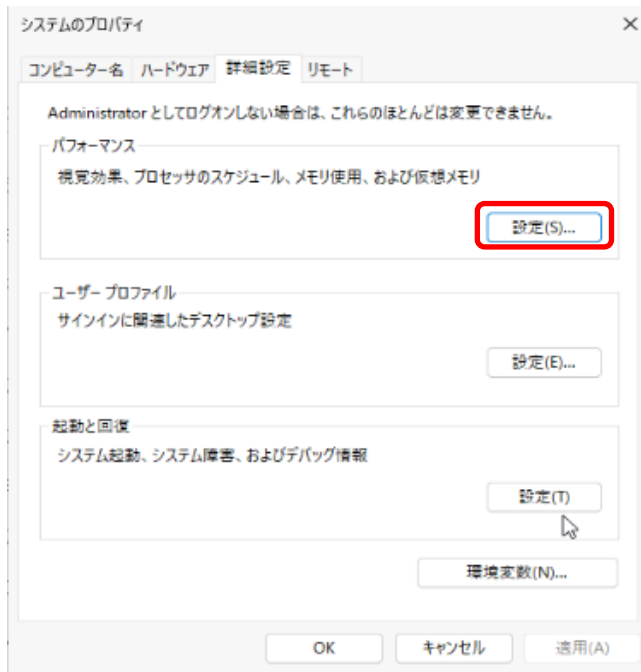 システムのプロパティ
コンピューター名 ハードウェア 詳細設定 リモート
Administrator としてログオンしない場合は、これらのほとんどは変更できません。
パフォーマンス
視覚効果、プロセッサのスケジュール、メモリ使用、および仮想メモリ
設定(S)...
ユーザー プロファイル
サインインに関連したデスクトップ設定
設定(E)...
起動と回復
システム起動、システム障害、およびデバッグ情報
設定(T)
環境変数(N)...
OK キャンセル 適用(A)